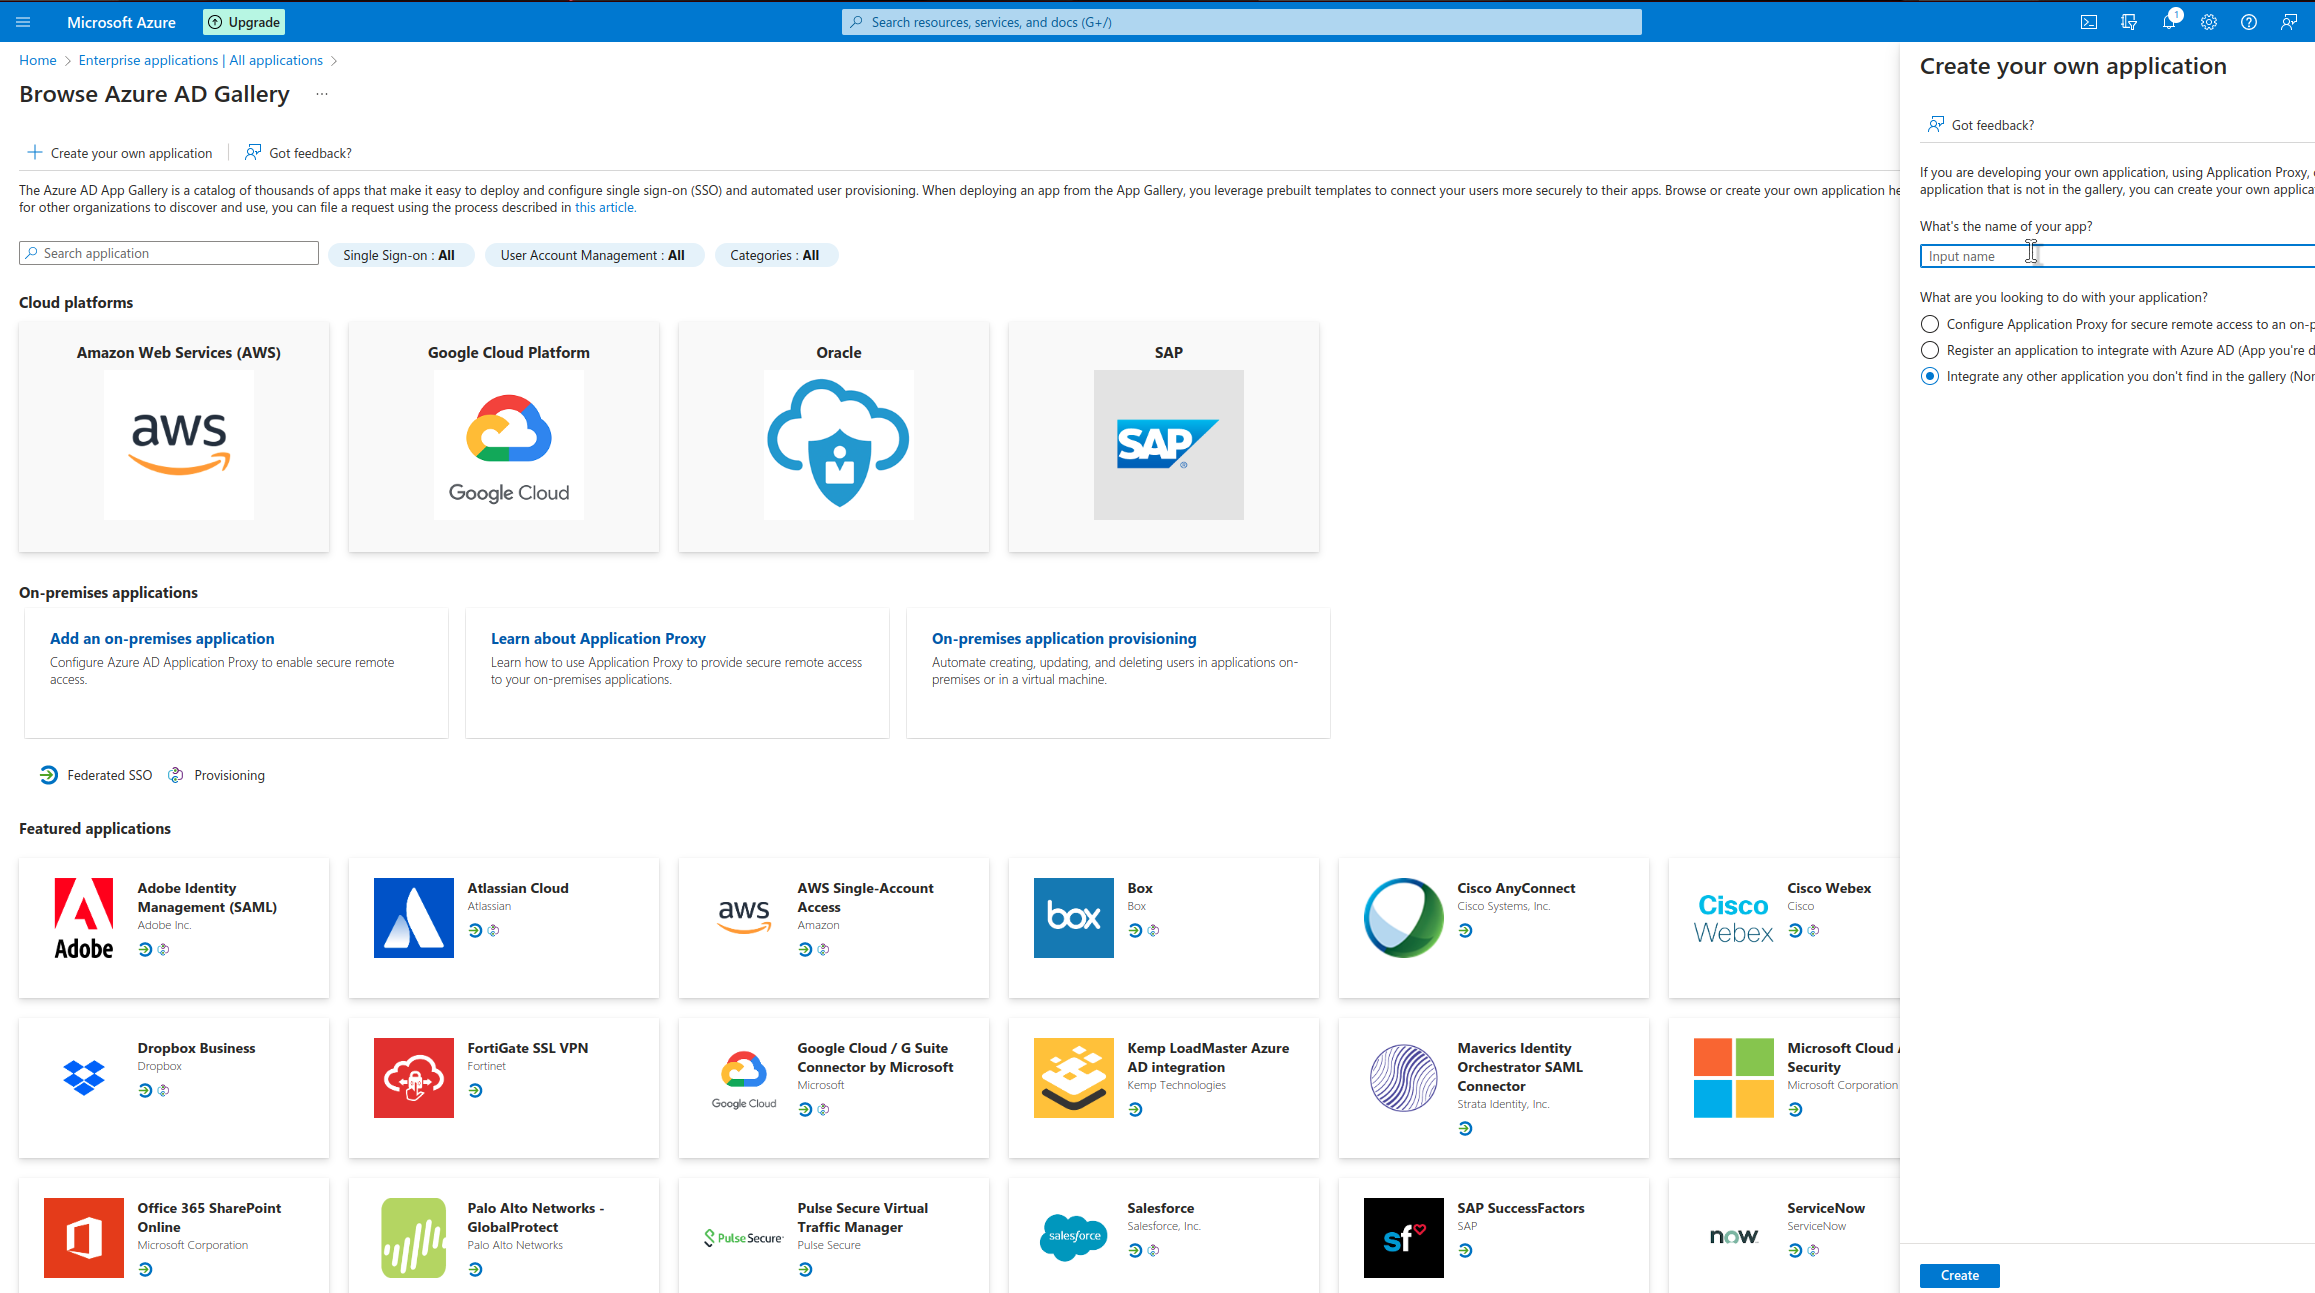 Microsoft Azure
Upgrade
Search resources, services, and docs (G+/)
1
Home > Enterprise applications | All applications >
Browse Azure AD Gallery ...
Create your own application
Got feedback?
The Azure AD App Gallery is a catalog of thousands of apps that make it easy to deploy and configure single sign-on (SSO) and automated user provisioning. When deploying an app from the App Gallery, you leverage prebuilt templates to connect your users more securely to their apps. Browse or create your own application he
for other organizations to discover and use, you can file a request using the process described in this article.
Search application
Single Sign-on : All
User Account Management : All
Categories : All
Cloud platforms
Amazon Web Services (AWS)
aws
Google Cloud Platform
Google Cloud
Oracle
SAP
SAP
On-premises applications
Add an on-premises application
Configure Azure AD Application Proxy to enable secure remote
access.
Learn about Application Proxy
Learn how to use Application Proxy to provide secure remote access
to your on-premises applications.
On-premises application provisioning
Automate creating, updating, and deleting users in applications on-
premises or in a virtual machine.
Federated SSO
Provisioning
Featured applications
Adobe
Adobe Identity
Management (SAML)
Adobe Inc.
Atlassian Cloud
Atlassian
aws
AWS Single-Account
Access
Amazon
box
Box
Box
Cisco AnyConnect
Cisco Systems, Inc.
Cisco
Webex
Cisco Webex
Cisco
Dropbox Business
Dropbox
FortiGate SSL VPN
Fortinet
Google Cloud
Google Cloud / G Suite
Connector by Microsoft
Microsoft
Kemp LoadMaster Azure
AD integration
Kemp Technologies
Maverics Identity
Orchestrator SAML
Connector
Strata Identity, Inc.
Microsoft Cloud
Security
Microsoft Corporation
Office 365 SharePoint
Online
Microsoft Corporation
Palo Alto Networks -
GlobalProtect
Palo Alto Networks
Pulse Secure
Pulse Secure Virtual
Traffic Manager
Pulse Secure
salesforce
Salesforce
Salesforce, Inc.
sf
SAP SuccessFactors
SAP
now
ServiceNow
ServiceNow
Create your own application
Got feedback?
If you are developing your own application, using Application Proxy,
application that is not in the gallery, you can create your own applica
What's the name of your app?
Input name
What are you looking to do with your application?
Configure Application Proxy for secure remote access to an on-p
Register an application to integrate with Azure AD (App you're d
Integrate any other application you don't find in the gallery (Nor
Create